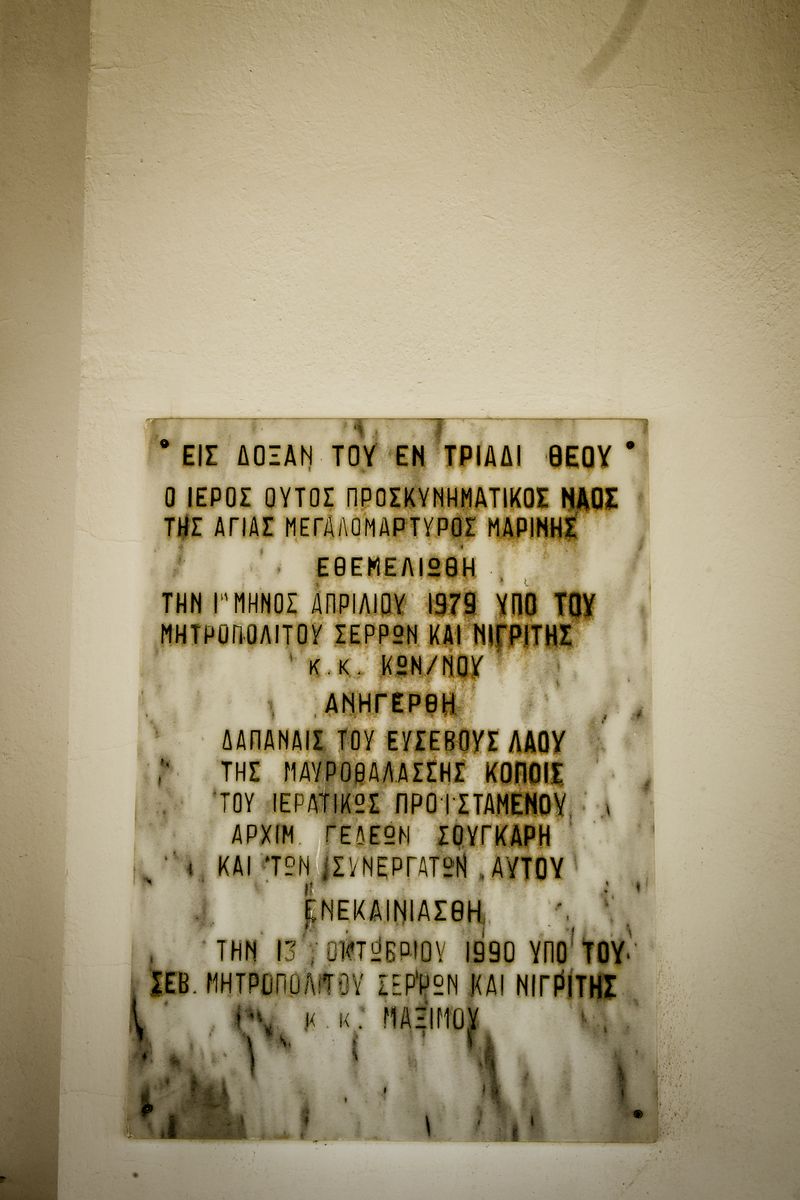 ΕΙΣ ΔΟΞΑΝ ΤΟΥ ΕΝ ΤΡΙΑΔΙ ΘΕΟΥ
Ο ΙΕΡΟΣ ΟΥΤΟΣ ΠΡΟΣΚΥΝΗΜΑΤΙΚΟΣ ΝΑΟΣ
ΤΗΣ ΑΓΙΑΣ ΜΕΓΑΛΟΜΑΡΤΥΡΟΣ ΜΑΡΙΝΗΣ
ΕΘΕΜΕΛΙΩΘΗ
ΤΗΝ 1ην ΜΗΝΟΣ ΑΠΡΙΛΙΟΥ 1979 ΥΠΟ ΤΟΥ
ΜΗΤΡΟΠΟΛΙΤΟΥ ΣΕΡΡΩΝ ΚΑΙ ΝΙΓΡΙΤΗΣ
Κ.Κ. ΚΩΝ/ΝΟΥ
ΑΝΗΓΕΡΘΗ
ΔΑΠΑΝΑΙΣ ΤΟΥ ΕΥΣΕΒΟΥΣ ΛΑΟΥ
ΤΗΣ ΜΑΥΡΟΘΑΛΑΣΣΗΣ ΚΟΠΟΙΣ
ΤΟΥ ΙΕΡΑΤΙΚΩΣ ΠΡΟΪΣΤΑΜΕΝΟΥ
ΑΡΧΙΜ. ΓΕΔΕΩΝ ΣΟΥΓΚΑΡΗ
ΚΑΙ ΤΩΝ ΣΥΝΕΡΓΑΤΩΝ ΑΥΤΟΥ
ΕΝΕΚΑΙΝΙΑΣΘΗ
ΤΗΝ 13 ΟΚΤΩΒΡΙΟΥ 1990 ΥΠΟ ΤΟΥ
ΣΕΒ. ΜΗΤΡΟΠΟΛΙΤΟΥ ΣΕΡΡΩΝ ΚΑΙ ΝΙΓΡΙΤΗΣ
Κ.Κ. ΜΑΞΙΜΟΥ